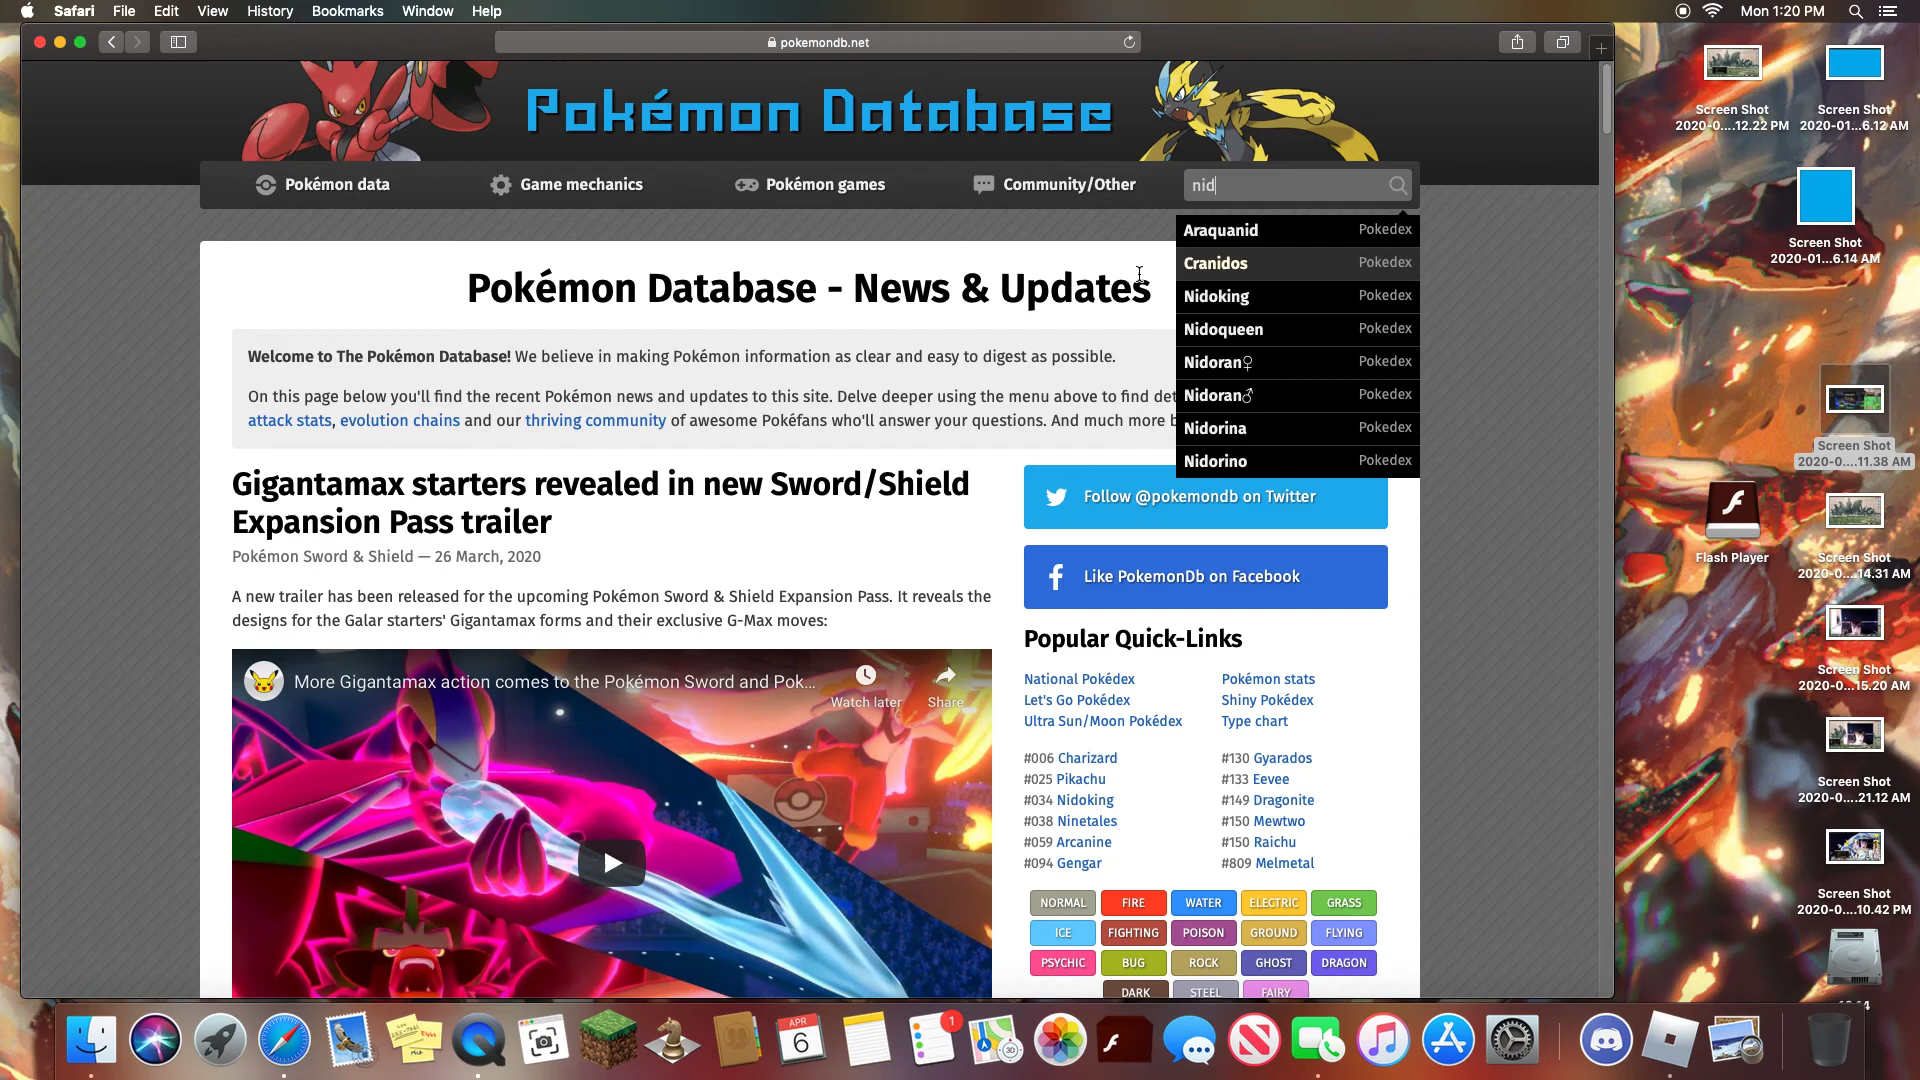 Safari File Edit View History Bookmarks Window Help
Mon 1:20 PM
pokemondb.net
Pokémon Database
Pokémon data
Game mechanics
Pokémon games
Community/Other
nid
Araquanid Pokedex
Cranidos Pokedex
Nidoking Pokedex
Nidoqueen Pokedex
Nidoran♀ Pokedex
Nidoran♂ Pokedex
Nidorina Pokedex
Nidorino Pokedex
Pokémon Database - News & Updates
Welcome to The Pokémon Database! We believe in making Pokémon information as clear and easy to digest as possible.
On this page below you'll find the recent Pokémon news and updates to this site. Delve deeper using the menu above to find det
attack stats, evolution chains and our thriving community of awesome Pokéfans who'll answer your questions. And much more b
Gigantamax starters revealed in new Sword/Shield
Expansion Pass trailer
Pokémon Sword & Shield — 26 March, 2020
A new trailer has been released for the upcoming Pokémon Sword & Shield Expansion Pass. It reveals the
designs for the Galar starters' Gigantamax forms and their exclusive G-Max moves:
More Gigantamax action comes to the Pokémon Sword and Pok...
Watch later
Share
Follow @pokemondb on Twitter
Like PokemonDb on Facebook
Popular Quick-Links
National Pokédex
Let's Go Pokédex
Ultra Sun/Moon Pokédex
Pokémon stats
Shiny Pokédex
Type chart
#006 Charizard
#025 Pikachu
#034 Nidoking
#038 Ninetales
#059 Arcanine
#094 Gengar
#130 Gyarados
#133 Eevee
#149 Dragonite
#150 Mewtwo
#150 Raichu
#809 Melmetal
NORMAL FIRE WATER ELECTRIC GRASS
ICE FIGHTING POISON GROUND FLYING
PSYCHIC BUG ROCK GHOST DRAGON
DARK STEEL FAIRY
Screen Shot
2020-0....12.22 PM
Screen Shot
2020-01...6.12 AM
Screen Shot
2020-01...6.14 AM
Screen Shot
2020-0....11.38 AM
Flash Player
Screen Shot
2020-0....14.31 AM
Screen Shot
2020-0....15.20 AM
Screen Shot
2020-0....21.12 AM
Screen Shot
2020-0....10.42 PM
APR
6
1
3D